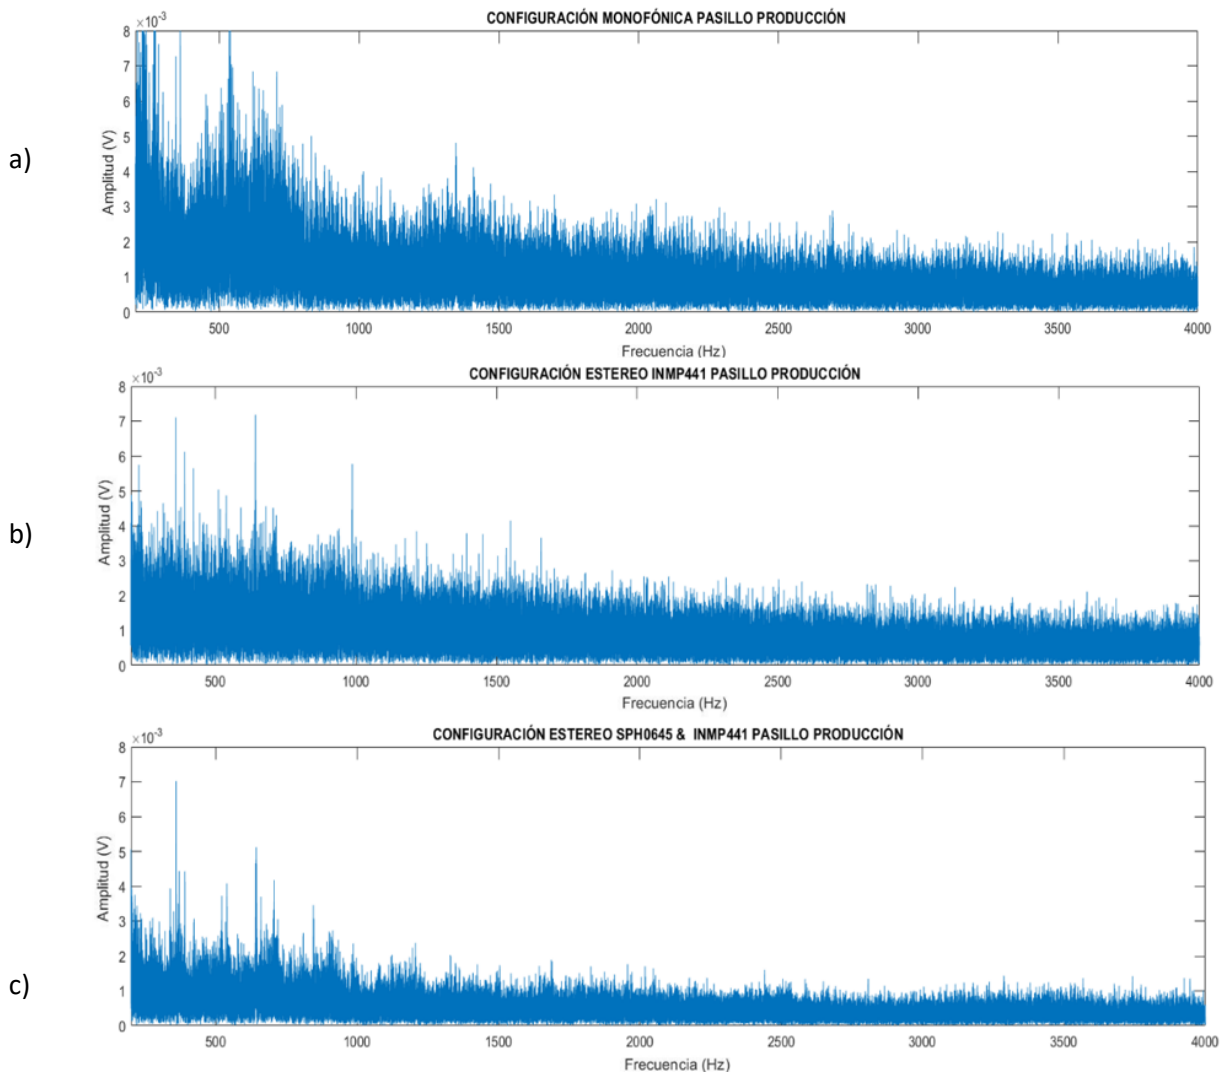 CONFIGURACIÓN MONOFÓNICA PASILLO PRODUCCIÓN
×10⁻³
8
7
6
5
4
3
2
1
0
Amplitud (V)
a)
500 1000 1500 2000 2500 3000 3500 4000
Frecuencia (Hz)
CONFIGURACIÓN ESTEREO INMP441 PASILLO PRODUCCIÓN
×10⁻³
8
7
6
5
4
3
2
1
0
Amplitud (V)
b)
500 1000 1500 2000 2500 3000 3500 4000
Frecuencia (Hz)
CONFIGURACIÓN ESTEREO SPH0645 & INMP441 PASILLO PRODUCCIÓN
×10⁻³
8
7
6
5
4
3
2
1
0
Amplitud (V)
c)
500 1000 1500 2000 2500 3000 3500 4000
Frecuencia (Hz)